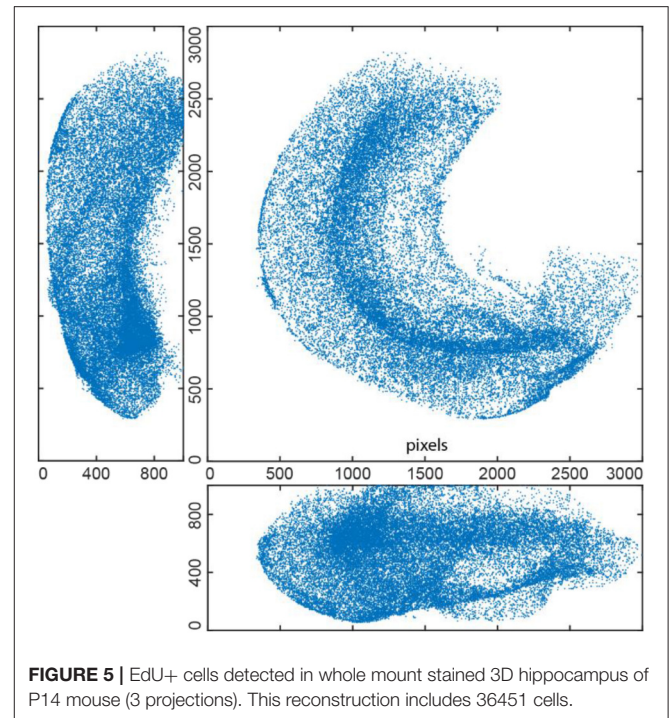 3000
2500
2000
1500
1000
500
0
0 400 800
pixels
0 500 1000 1500 2000 2500 3000
800
400
0
FIGURE 5 | EdU+ cells detected in whole mount stained 3D hippocampus of
P14 mouse (3 projections). This reconstruction includes 36451 cells.